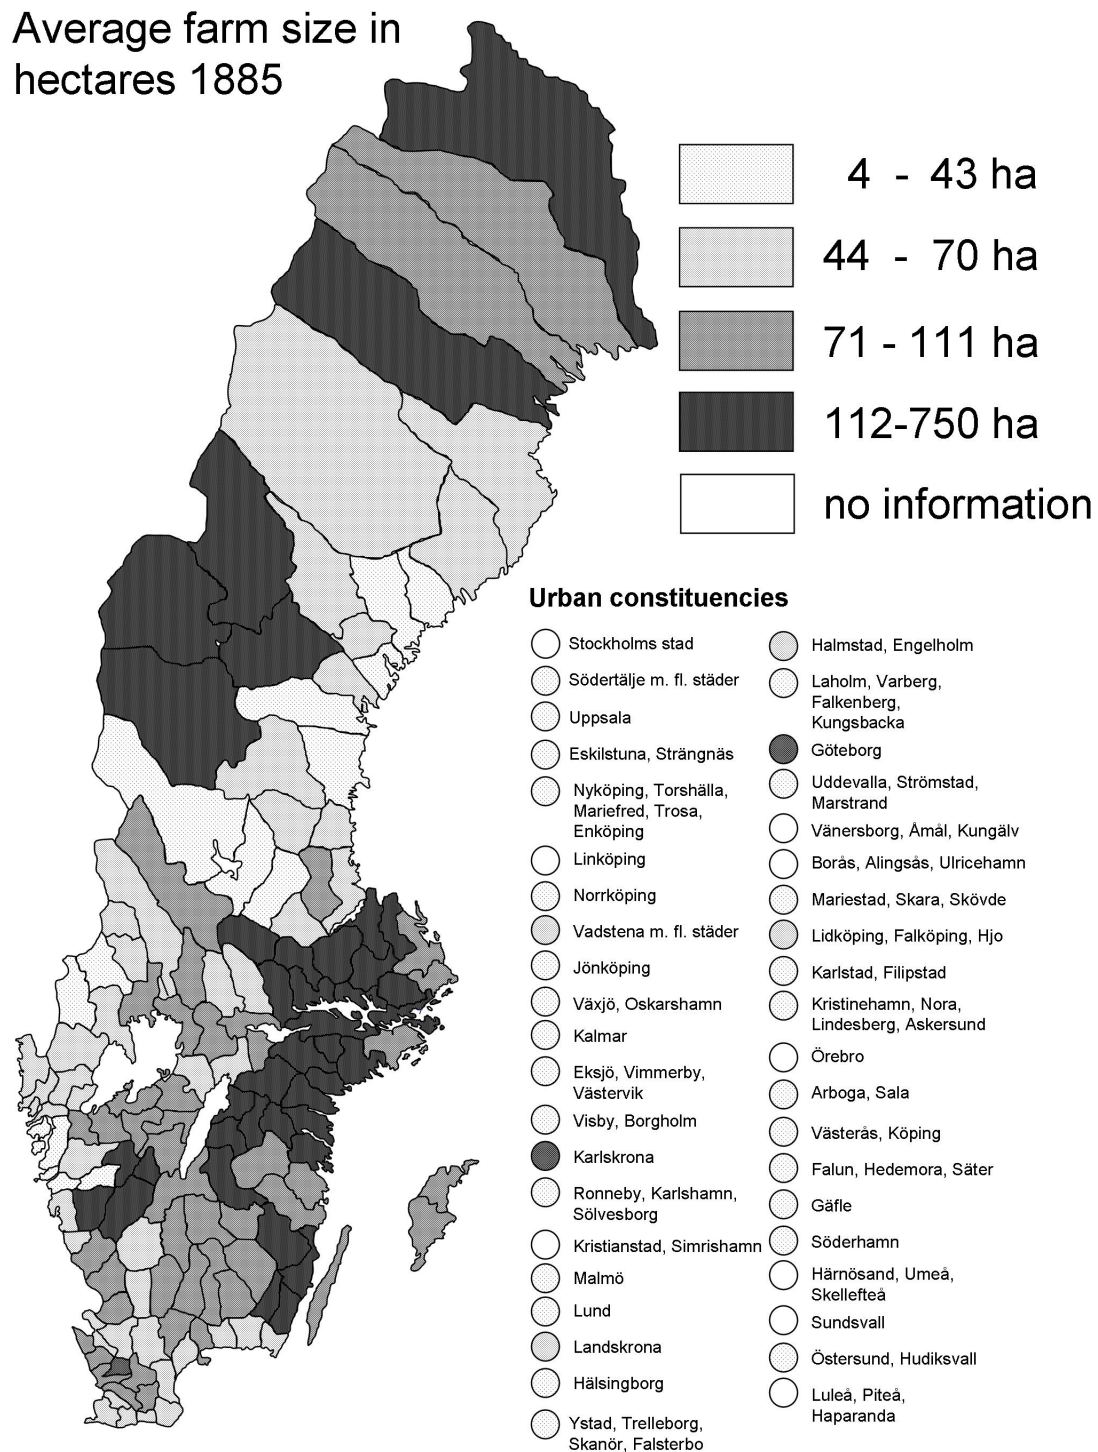 Average farm size in
hectares 1885
4 - 43 ha
44 - 70 ha
71 - 111 ha
112-750 ha
no information
Urban constituencies
Stockholms stad
Södertälje m. fl. städer
Uppsala
Eskilstuna, Strängnäs
Nyköping, Torshälla,
Mariefred, Trosa,
Enköping
Linköping
Norrköping
Vadstena m. fl. städer
Jönköping
Växjö, Oskarshamn
Kalmar
Eksjö, Vimmerby,
Västervik
Visby, Borgholm
Karlskrona
Ronneby, Karlshamn,
Sölvesborg
Kristianstad, Simrishamn
Malmö
Lund
Landskrona
Hälsingborg
Ystad, Trelleborg,
Skanör, Falsterbo
Halmstad, Engelholm
Laholm, Varberg,
Falkenberg,
Kungsbacka
Göteborg
Uddevalla, Strömstad,
Marstrand
Vänersborg, Åmål, Kungälv
Borås, Alingsås, Ulricehamn
Mariestad, Skara, Skövde
Lidköping, Falköping, Hjo
Karlstad, Filipstad
Kristinehamn, Nora,
Lindesberg, Askersund
Örebro
Arboga, Sala
Västerås, Köping
Falun, Hedemora, Säter
Gäfle
Söderhamn
Härnösand, Umeå,
Skellefteå
Sundsvall
Östersund, Hudiksvall
Luleå, Piteå,
Haparanda